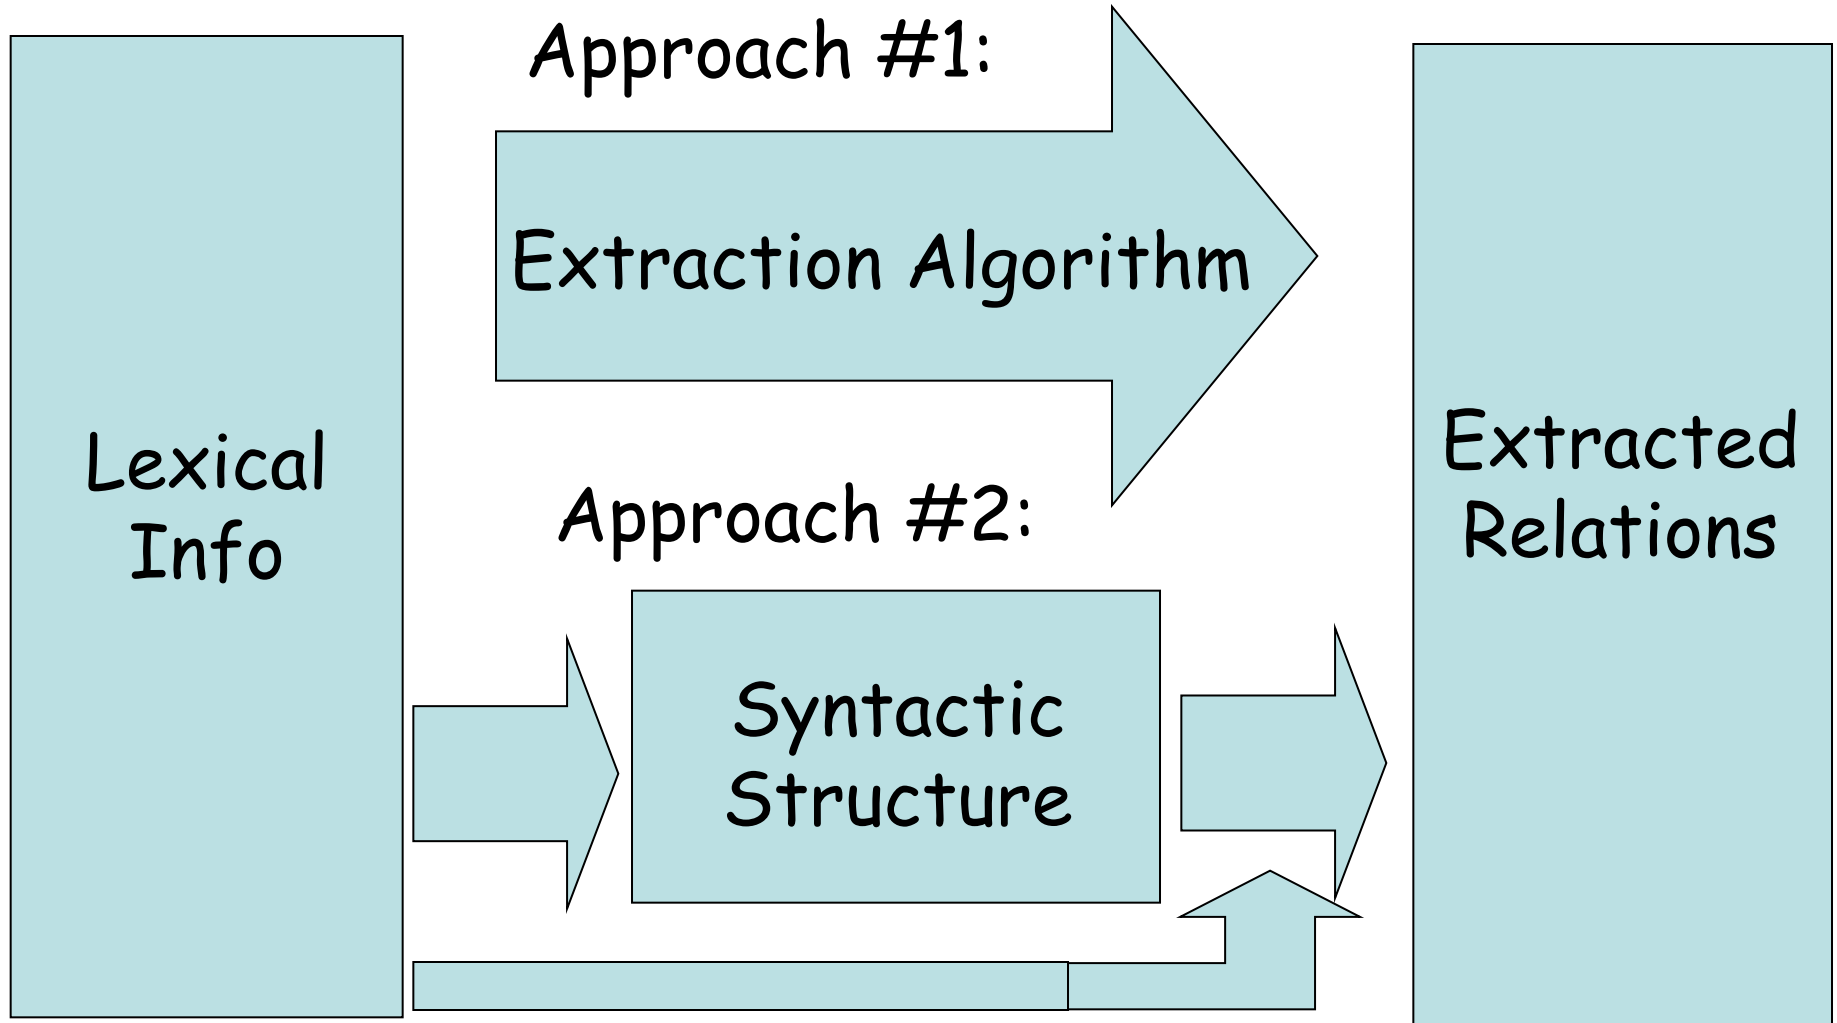 Lexical
Info
Approach #1:
Extraction Algorithm
Approach #2:
Syntactic
Structure
Extracted
Relations